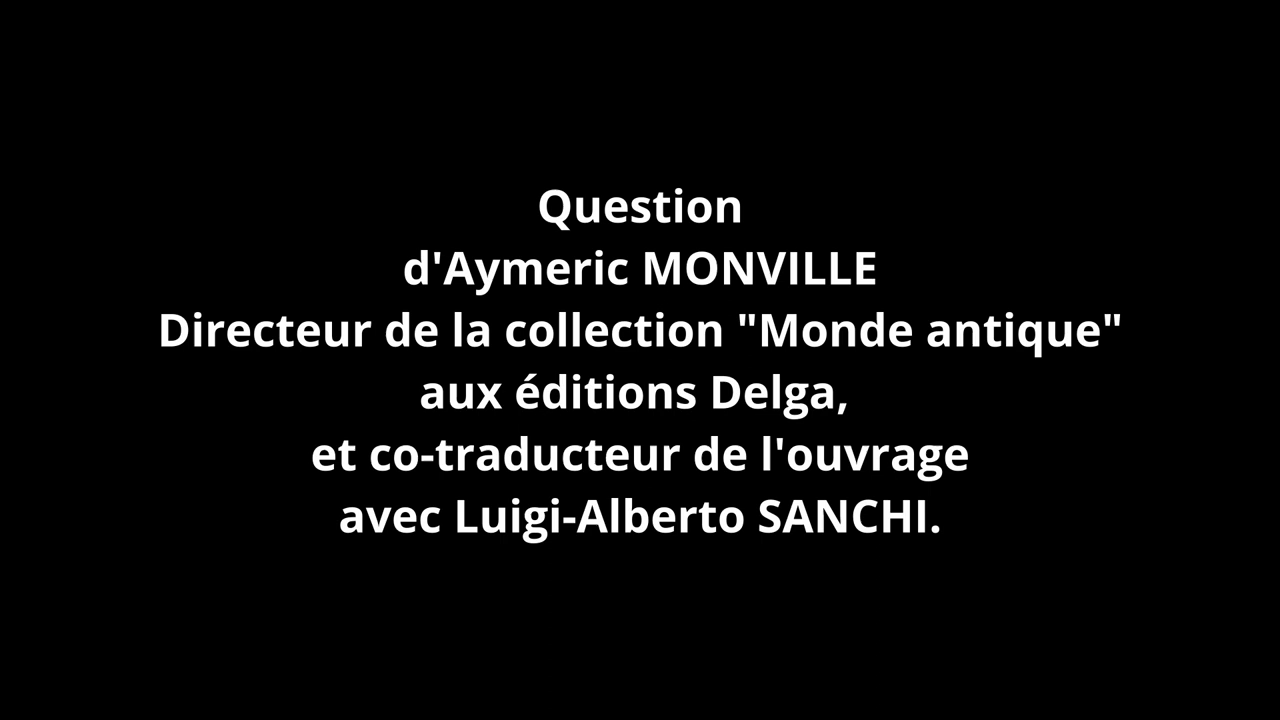 Question
d'Aymeric MONVILLE
Directeur de la collection "Monde antique"
aux éditions Delga,
et co-traducteur de l'ouvrage
avec Luigi-Alberto SANCHI.